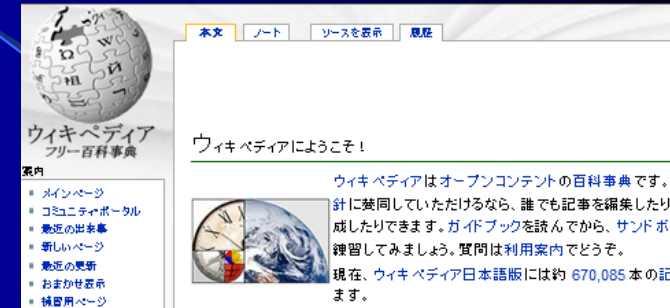 本文 ノート ソースを表示 履歴
ウィキペディア
フリー百科事典
案内
メインページ
コミュニティ・ポータル
最近の出来事
新しいページ
最近の更新
おまかせ表示
練習用ページ
ウィキペディアにようこそ!
ウィキペディアはオープンコンテントの百科事典です。
針に賛同していただけるなら、誰でも記事を編集したり
成したりできます。ガイドブックを読んでから、サンドボ
練習してみましょう。質問は利用案内でどうぞ。
現在、ウィキペディア日本語版には約 670,085 本の記
ます。